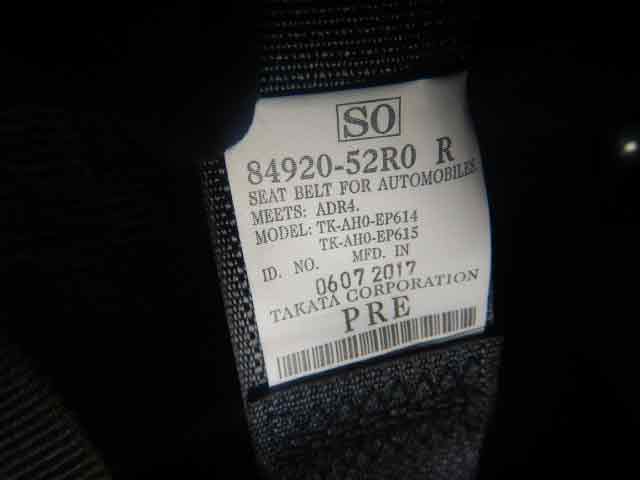 SO
84920-52R0 R
SEAT BELT FOR AUTOMOBILES.
MEETS: ADR4.
MODEL: TK-AH0-EP614
TK-AH0-EP615
ID. NO. MFD. IN
0607 2017
TAKATA CORPORATION
PRE